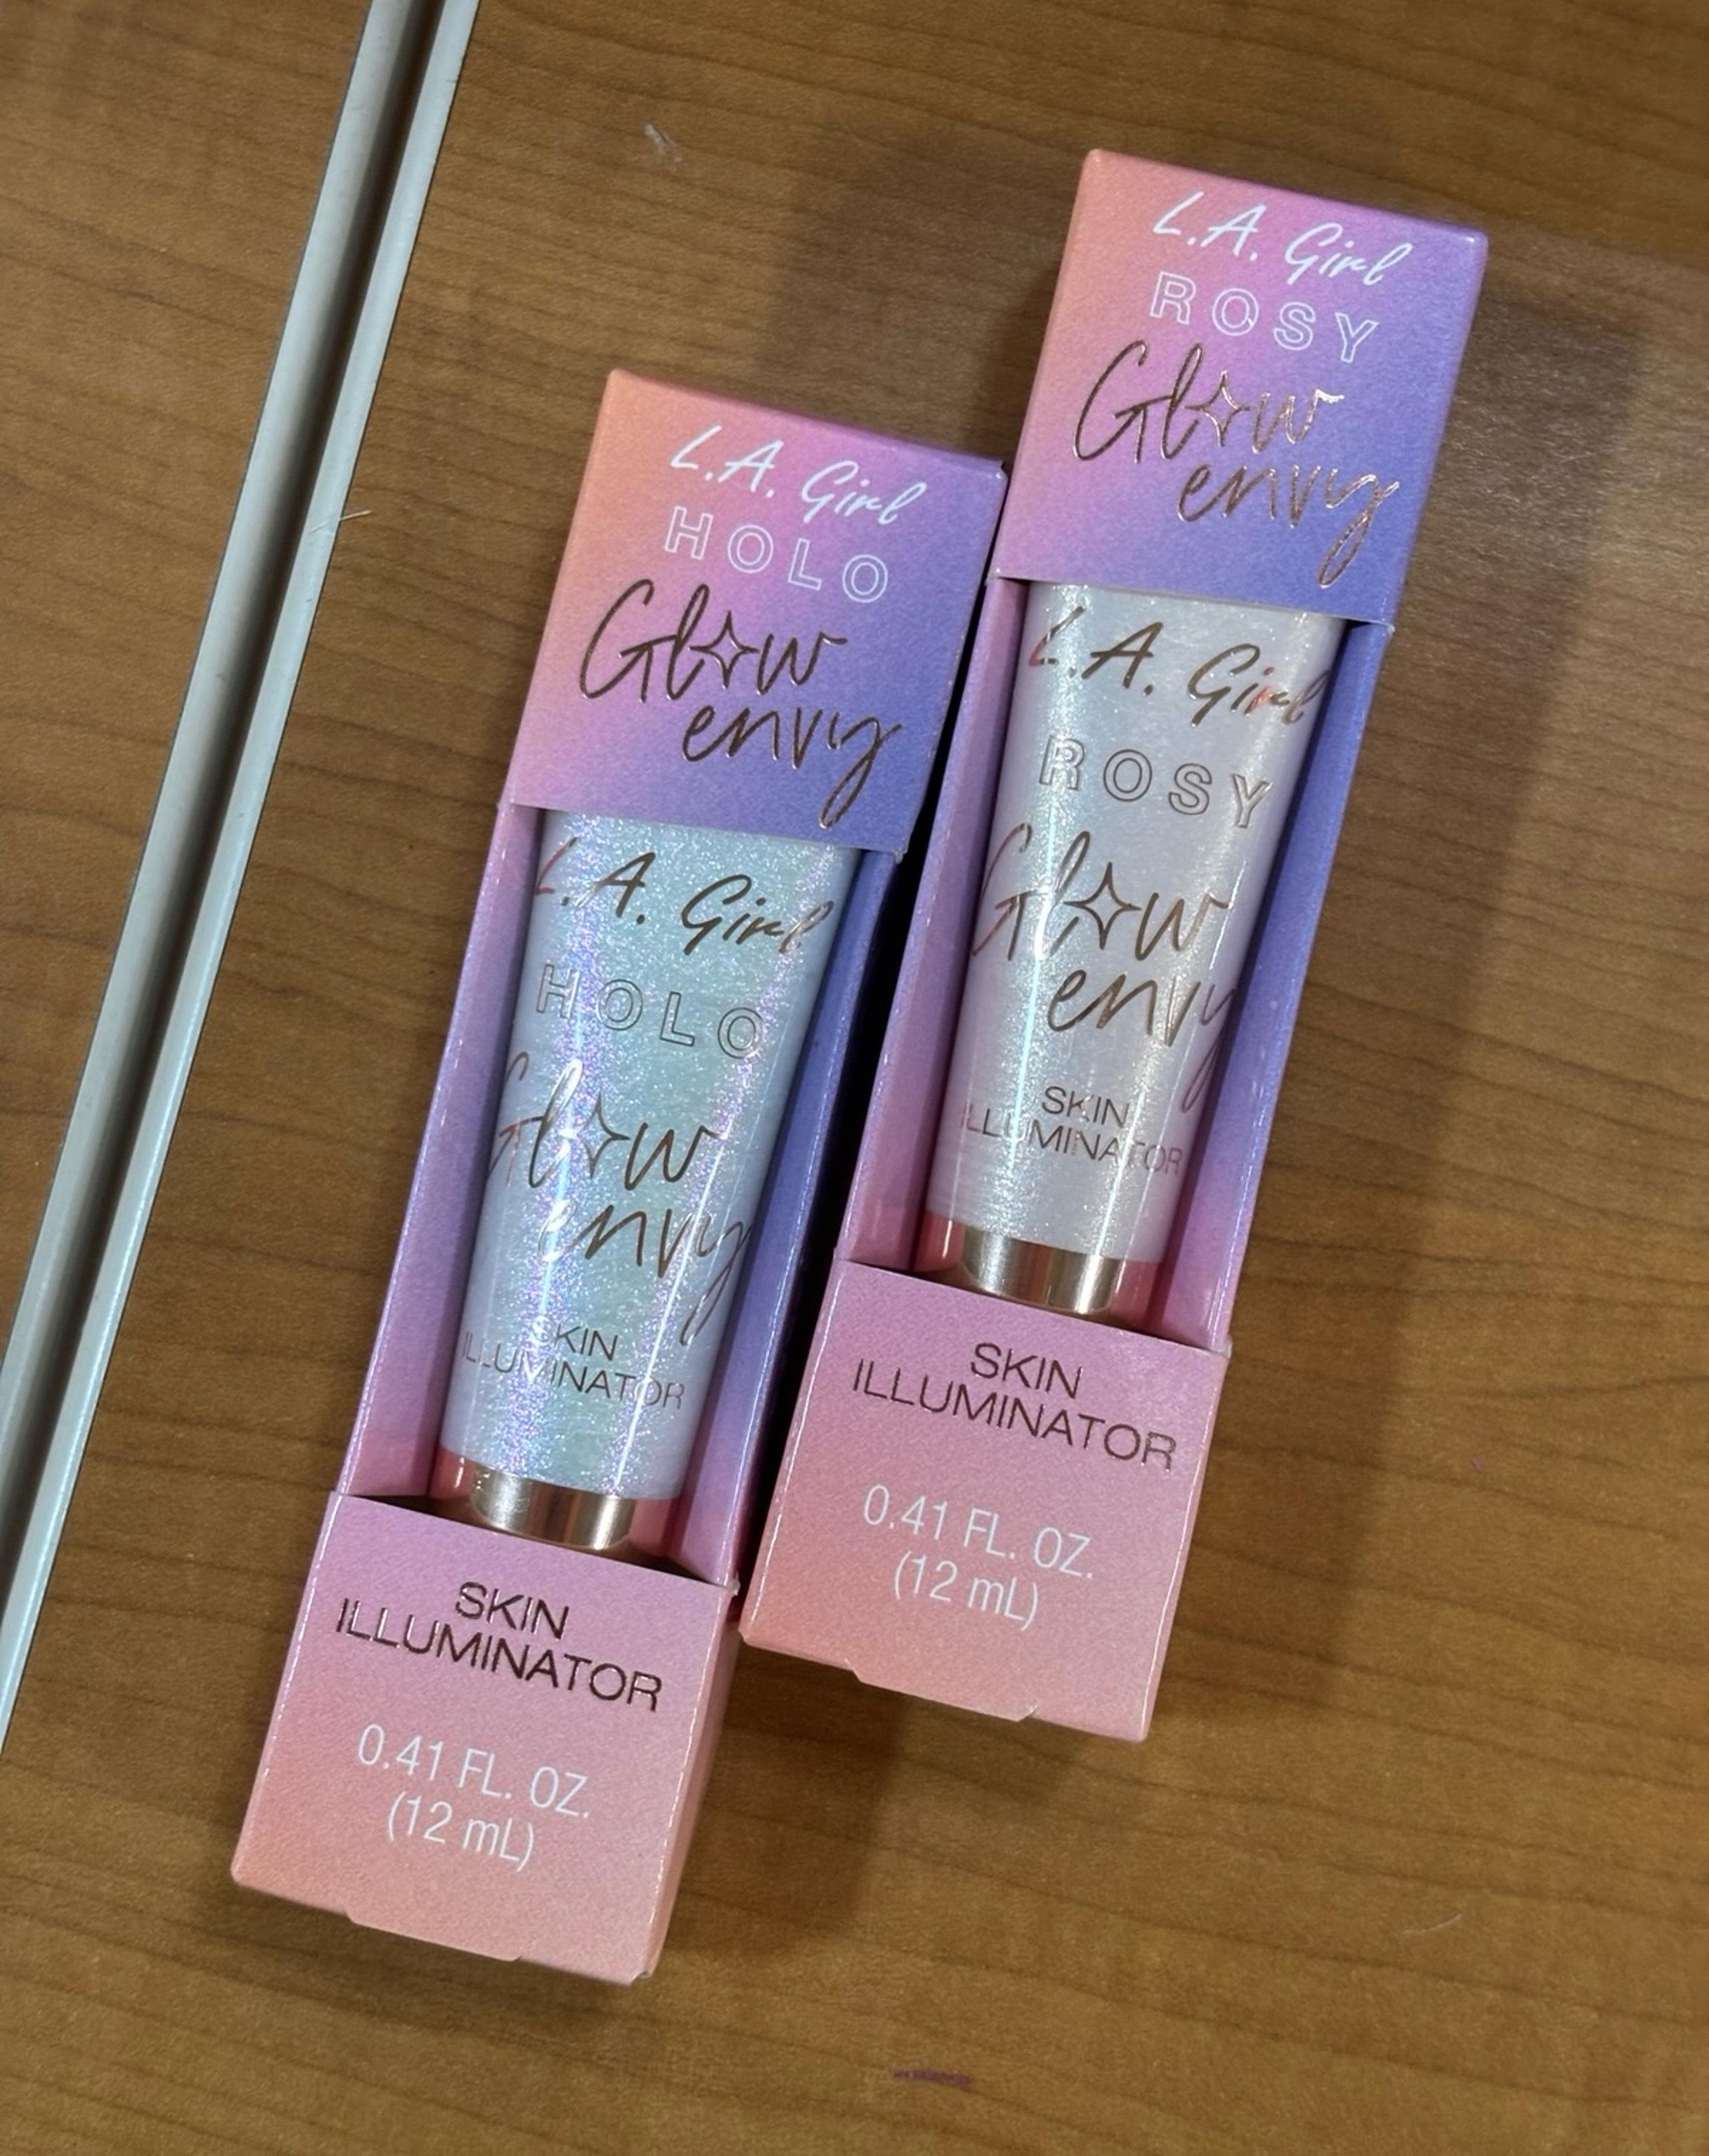 L.A. Girl
HOLO
Glow
envy
L.A. Girl
HOLO
Glow
envy
SKIN
ILLUMINATOR
SKIN
ILLUMINATOR
0.41 FL. OZ.
(12 mL)
L.A. Girl
ROSY
Glow
envy
L.A. Girl
ROSY
Glow
envy
SKIN
ILLUMINATOR
SKIN
ILLUMINATOR
0.41 FL. OZ.
(12 mL)